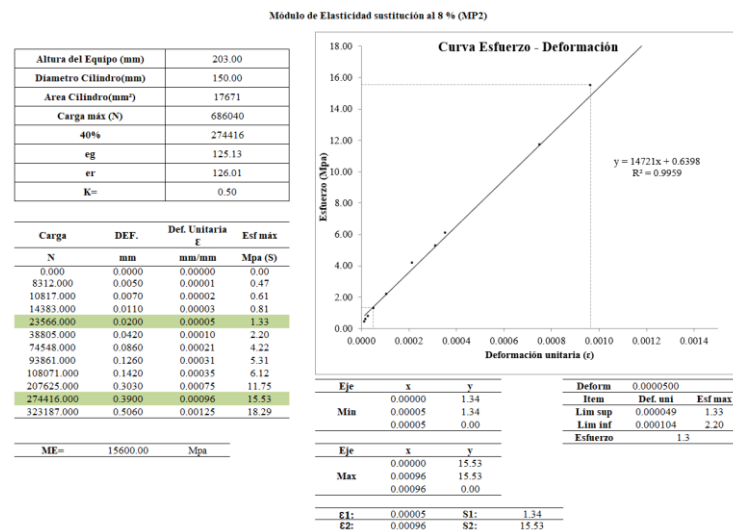 Módulo de Elasticidad sustitución al 8 % (MP2)
Altura del Equipo (mm) 203.00
Diametro Cilindro(mm) 150.00
Area Cilindro(mm²) 17671
Carga máx (N) 686040
40% 274416
eg 125.13
er 126.01
K= 0.50
Carga DEF. Def. Unitaria ε Esf máx
N mm mm/mm Mpa (S)
0.000 0.0000 0.00000 0.00
8312.000 0.0050 0.00001 0.47
10817.000 0.0070 0.00002 0.61
14383.000 0.0110 0.00003 0.81
23566.000 0.0200 0.00005 1.33
38805.000 0.0420 0.00010 2.20
74548.000 0.0860 0.00021 4.22
93861.000 0.1260 0.00031 5.31
108071.000 0.1420 0.00035 6.12
207625.000 0.3030 0.00075 11.75
274416.000 0.3900 0.00096 15.53
323187.000 0.5060 0.00125 18.29
ME= 15600.00 Mpa
Curva Esfuerzo - Deformación
Esfuerzo (Mpa)
18.00
16.00
14.00
12.00
10.00
8.00
6.00
4.00
2.00
0.00
y = 14721x + 0.6398
R² = 0.9959
0.0000 0.0002 0.0004 0.0006 0.0008 0.0010 0.0012 0.0014
Deformación unitaria (ε)
Eje x y
0.00000 1.34
Min 0.00005 1.34
0.00005 0.00
Eje x y
0.00000 15.53
Max 0.00096 15.53
0.00096 0.00
ε1: 0.00005 S1: 1.34
ε2: 0.00096 S2: 15.53
Deform 0.0000500
Item Def. uni Esf max
Lim sup 0.000049 1.33
Lim inf 0.000104 2.20
Esfuerzo 1.3